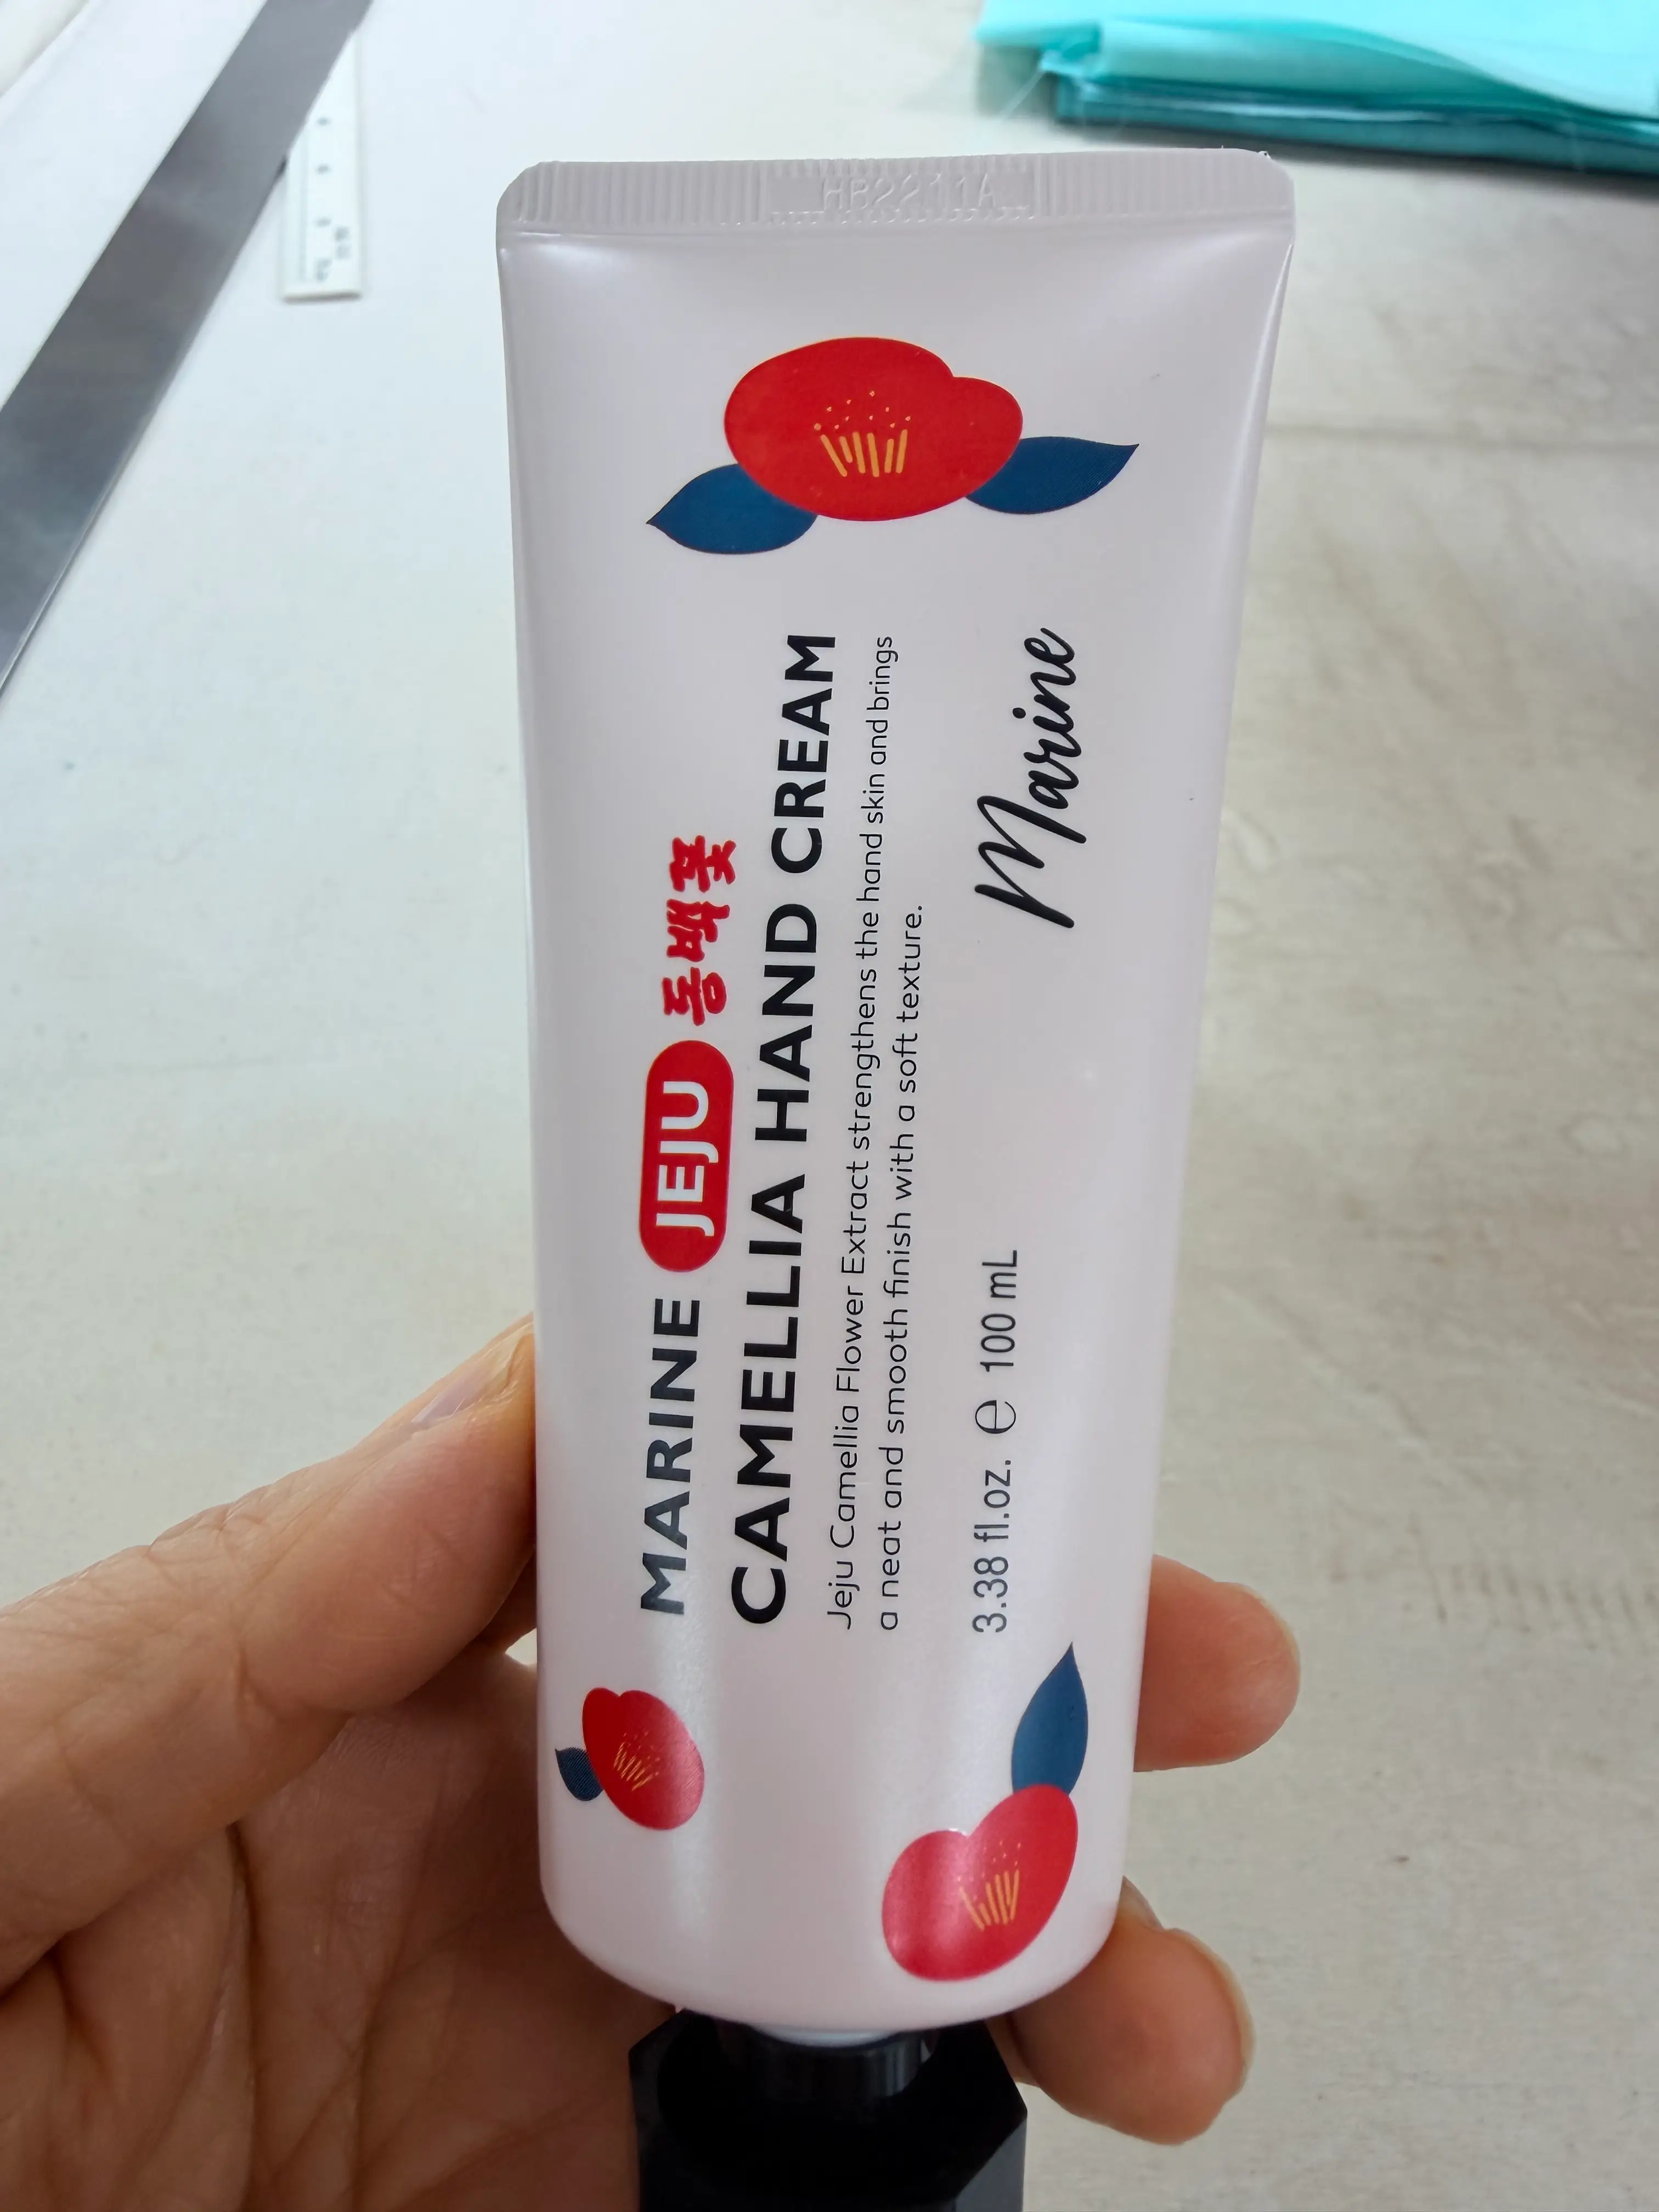 HB2211A
MARINE JEJU 동백꽃
CAMELLIA HAND CREAM
Jeju Camellia Flower Extract strengthens the hand skin and brings
a neat and smooth finish with a soft texture.
3.38 fl.oz. ℮ 100 mL
Marine